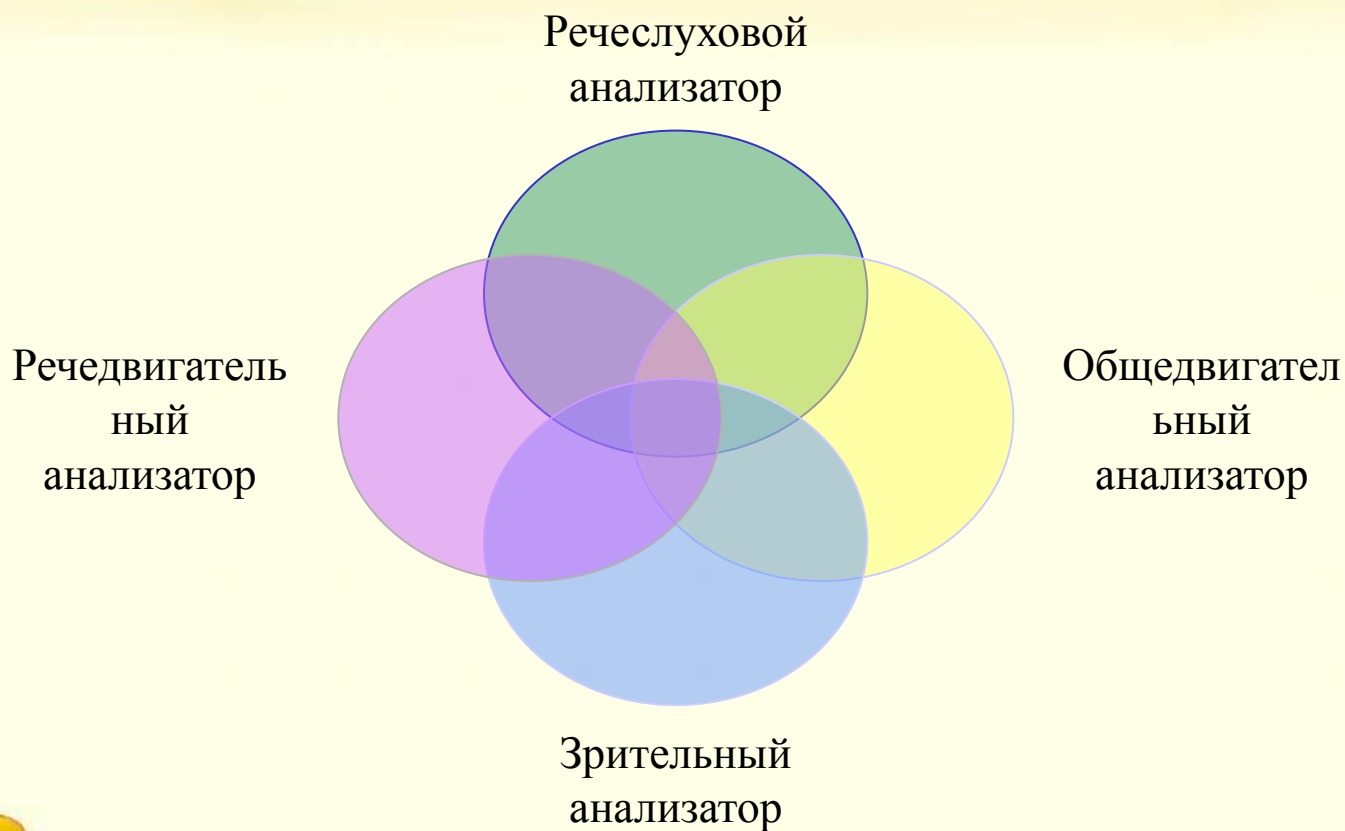 Речеслуховой
анализатор
Речедвигатель
ный
анализатор
Общедвигател
ьный
анализатор
Зрительный
анализатор